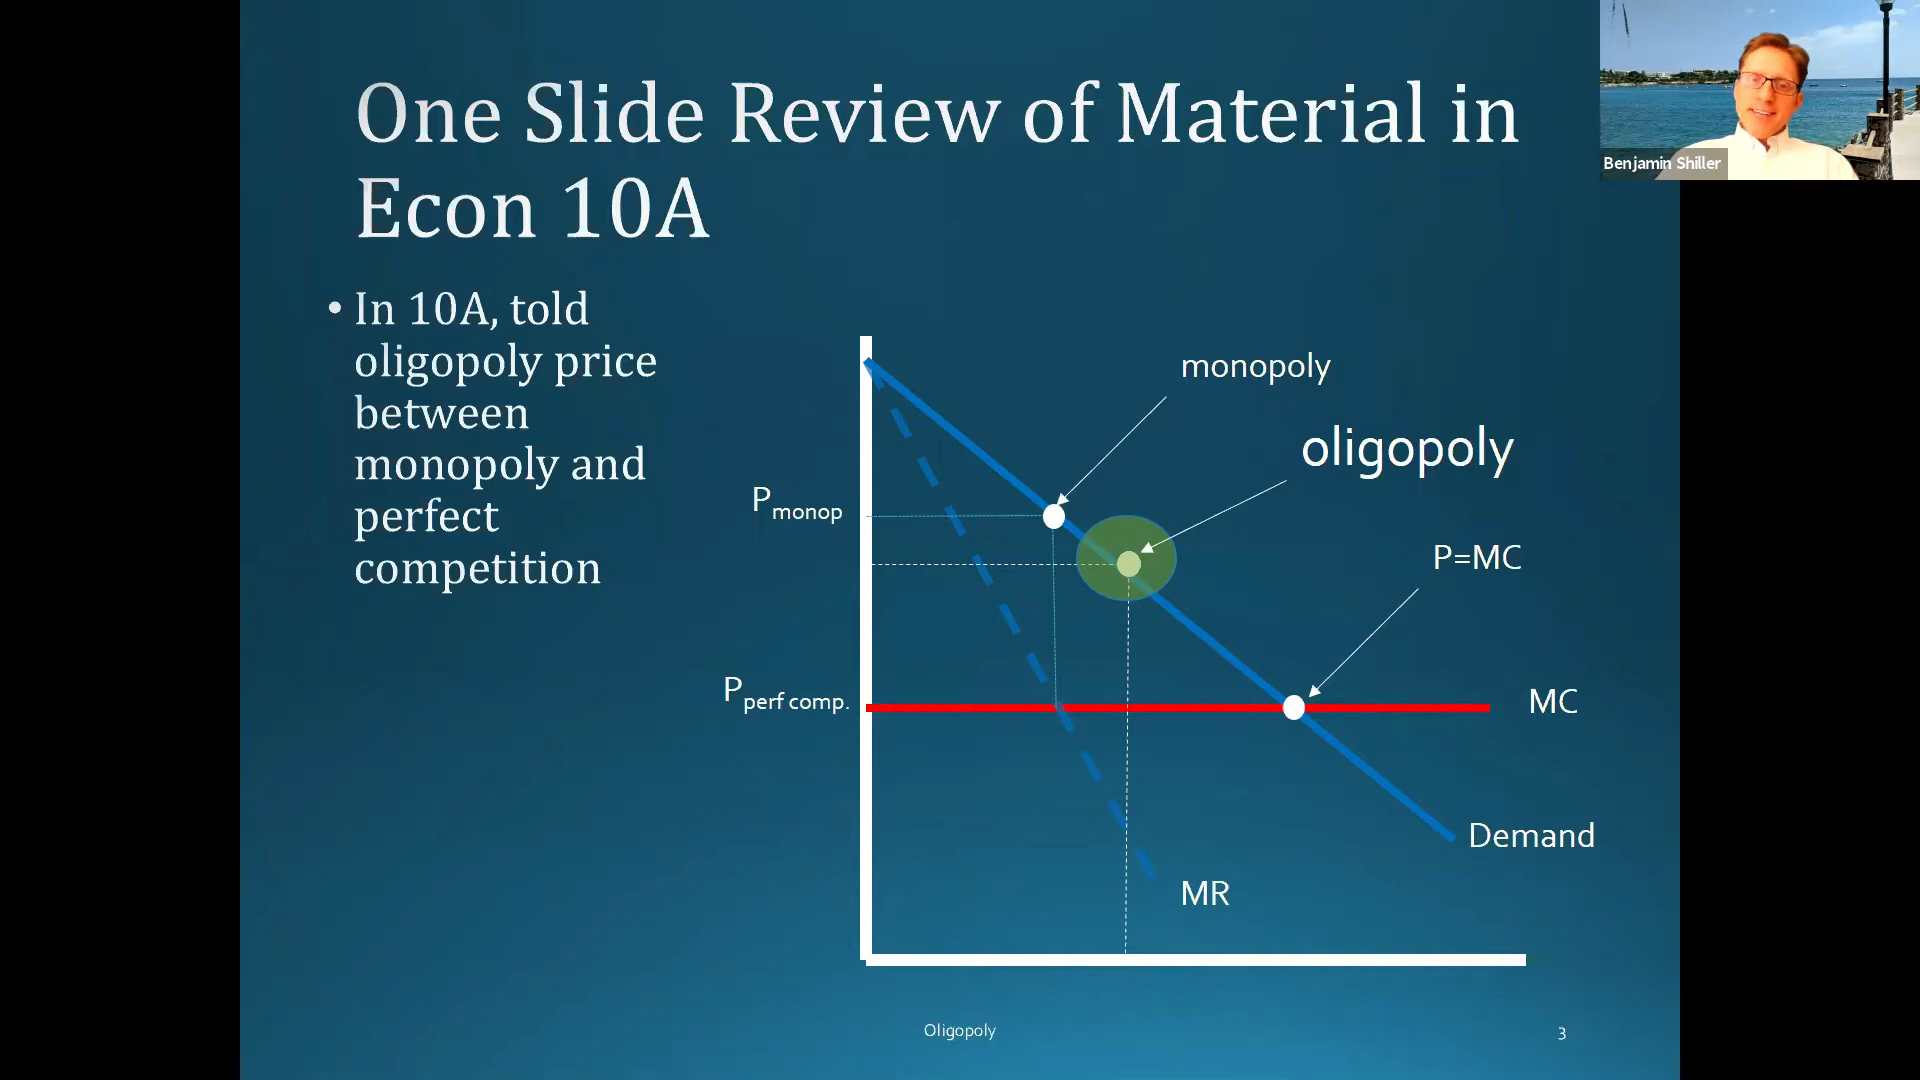 One Slide Review of Material in
Econ 10A
Benjamin Shiller
• In 10A, told
oligopoly price
between
monopoly and
perfect
competition
monopoly
oligopoly
Pmonop
P=MC
Pperf comp.
MC
Demand
MR
Oligopoly
3